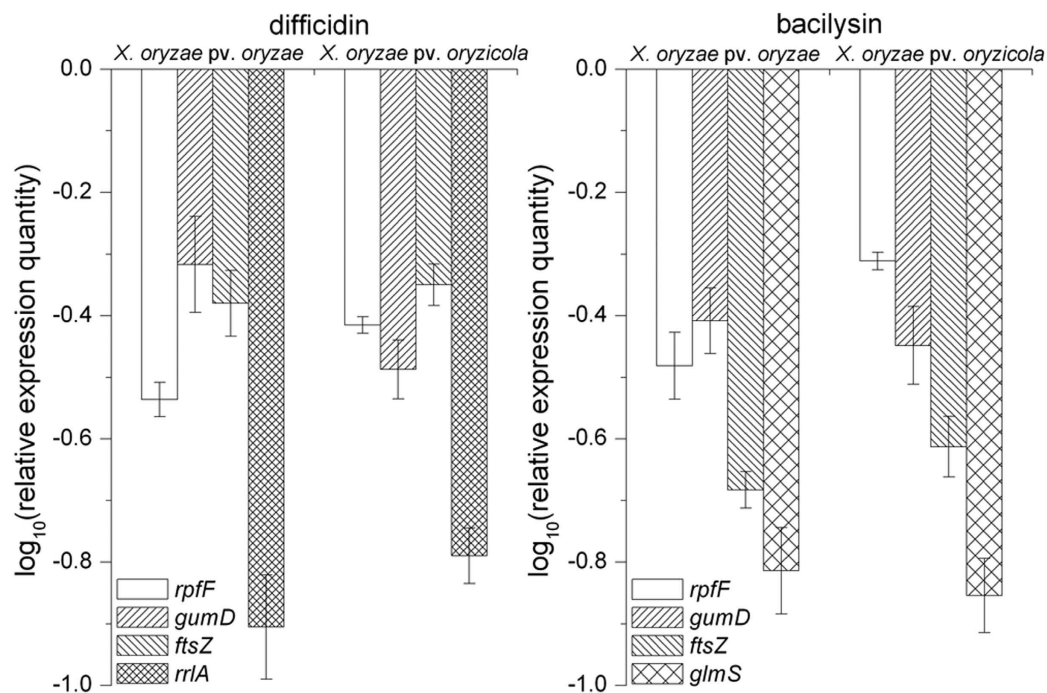 difficidin
X. oryzae pv. oryzae X. oryzae pv. oryzicola
log10(relative expression quantity)
0.0
-0.2
-0.4
-0.6
-0.8
-1.0
rpfF
gumD
ftsZ
rrlA
bacilysin
X. oryzae pv. oryzae X. oryzae pv. oryzicola
log10(relative expression quantity)
0.0
-0.2
-0.4
-0.6
-0.8
-1.0
rpfF
gumD
ftsZ
glmS